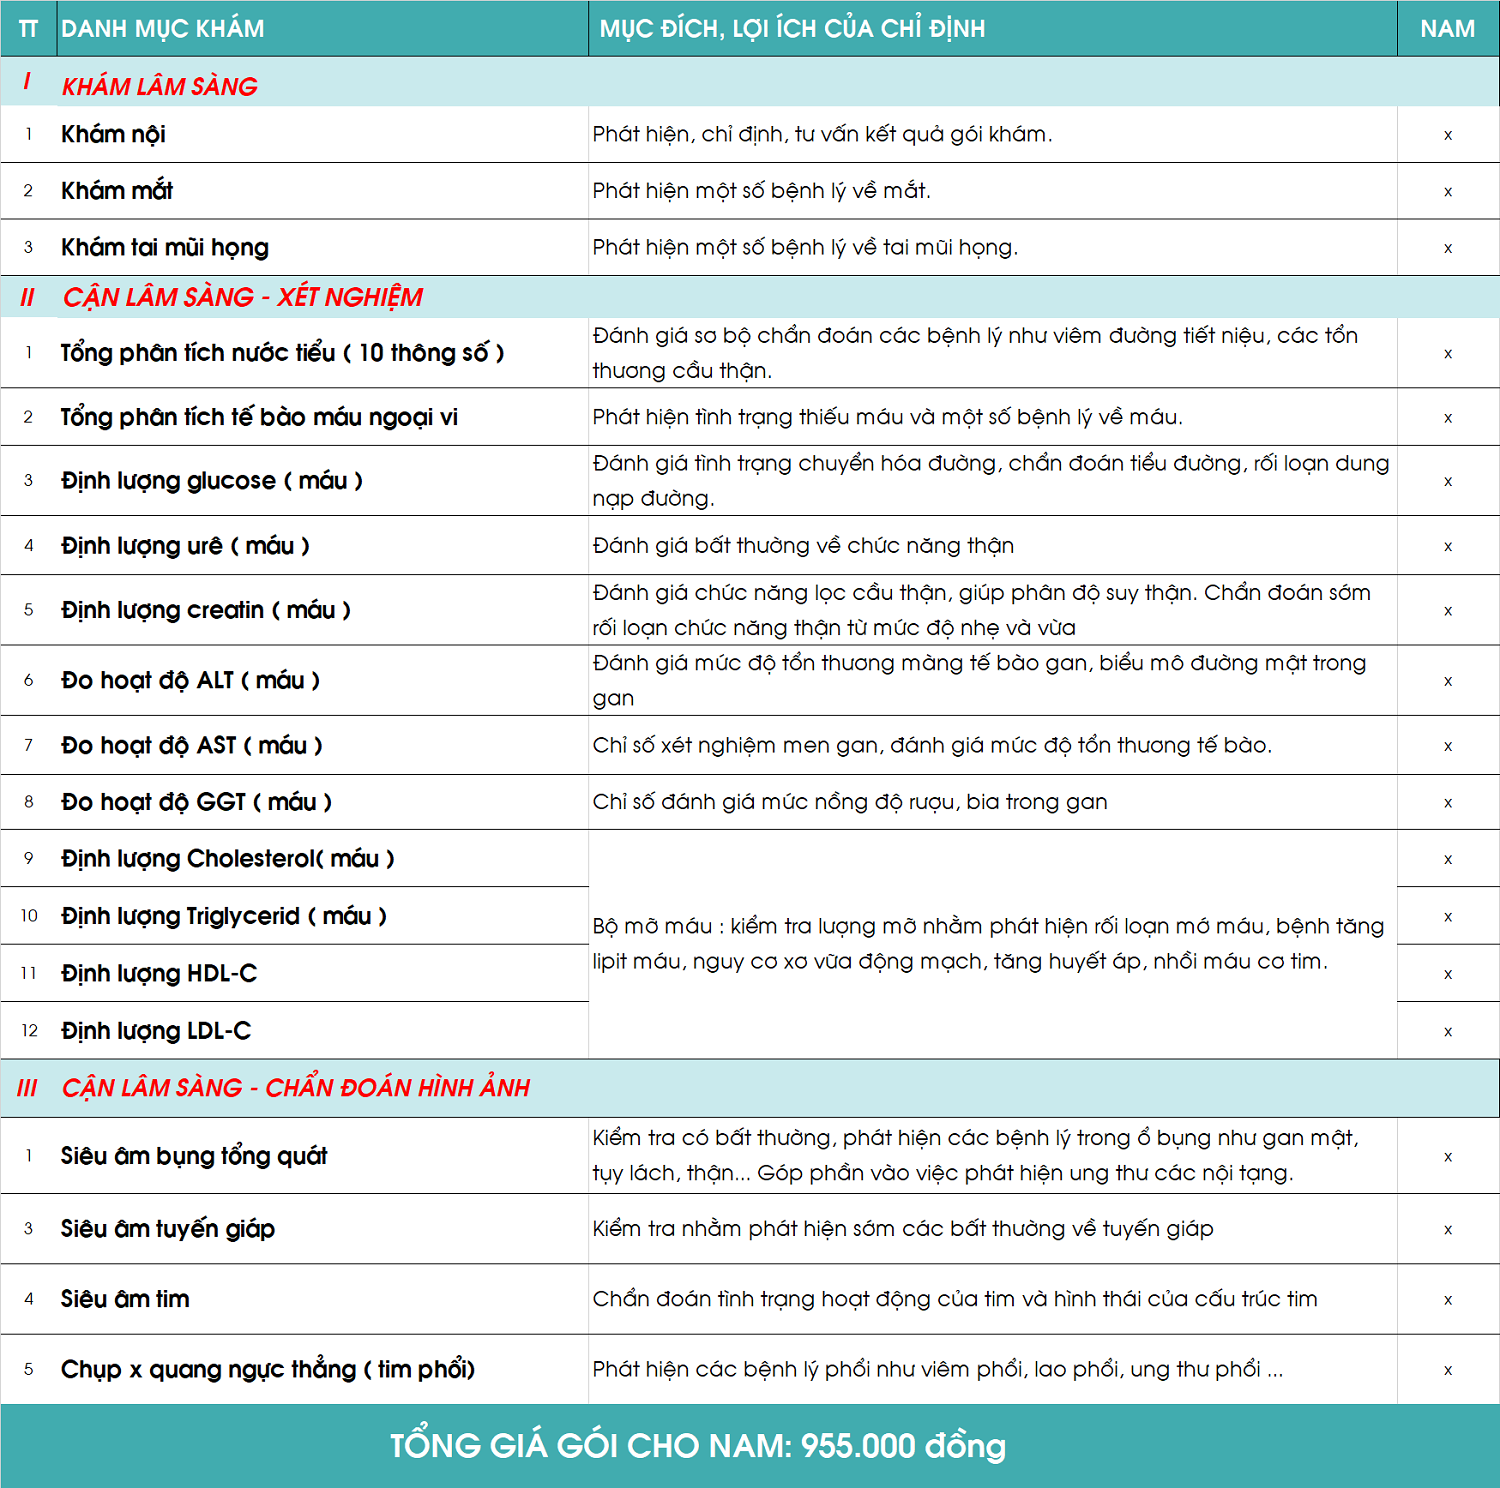 TT DANH MỤC KHÁM MỤC ĐÍCH, LỢI ÍCH CỦA CHỈ ĐỊNH NAM
I KHÁM LÂM SÀNG
1 Khám nội Phát hiện, chỉ định, tư vấn kết quả gói khám. x
2 Khám mắt Phát hiện một số bệnh lý về mắt. x
3 Khám tai mũi họng Phát hiện một số bệnh lý về tai mũi họng. x
II CẬN LÂM SÀNG - XÉT NGHIỆM
1 Tổng phân tích nước tiểu ( 10 thông số ) Đánh giá sơ bộ chẩn đoán các bệnh lý như viêm đường tiết niệu, các tổn
thương cầu thận. x
2 Tổng phân tích tế bào máu ngoại vi Phát hiện tình trạng thiếu máu và một số bệnh lý về máu. x
3 Định lượng glucose ( máu ) Đánh giá tình trạng chuyển hóa đường, chẩn đoán tiểu đường, rối loạn dung
nạp đường. x
4 Định lượng urê ( máu ) Đánh giá bất thường về chức năng thận x
5 Định lượng creatin ( máu ) Đánh giá chức năng lọc cầu thận, giúp phân độ suy thận. Chẩn đoán sớm
rối loạn chức năng thận từ mức độ nhẹ và vừa x
6 Đo hoạt độ ALT ( máu ) Đánh giá mức độ tổn thương màng tế bào gan, biểu mô đường mật trong
gan x
7 Đo hoạt độ AST ( máu ) Chỉ số xét nghiệm men gan, đánh giá mức độ tổn thương tế bào. x
8 Đo hoạt độ GGT ( máu ) Chỉ số đánh giá mức nồng độ rượu, bia trong gan x
9 Định lượng Cholesterol( máu ) x
10 Định lượng Triglycerid ( máu ) x
Bộ mỡ máu : kiểm tra lượng mỡ nhằm phát hiện rối loạn mớ máu, bệnh tăng
lipit máu, nguy cơ xơ vữa động mạch, tăng huyết áp, nhồi máu cơ tim.
11 Định lượng HDL-C x
12 Định lượng LDL-C x
III CẬN LÂM SÀNG - CHẨN ĐOÁN HÌNH ẢNH
1 Siêu âm bụng tổng quát Kiểm tra có bất thường, phát hiện các bệnh lý trong ổ bụng như gan mật,
tụy lách, thận... Góp phần vào việc phát hiện ung thư các nội tạng. x
3 Siêu âm tuyến giáp Kiểm tra nhằm phát hiện sớm các bất thường về tuyến giáp x
4 Siêu âm tim Chẩn đoán tình trạng hoạt động của tim và hình thái của cấu trúc tim x
5 Chụp x quang ngực thẳng ( tim phổi) Phát hiện các bệnh lý phổi như viêm phổi, lao phổi, ung thư phổi ... x
TỔNG GIÁ GÓI CHO NAM: 955.000 đồng